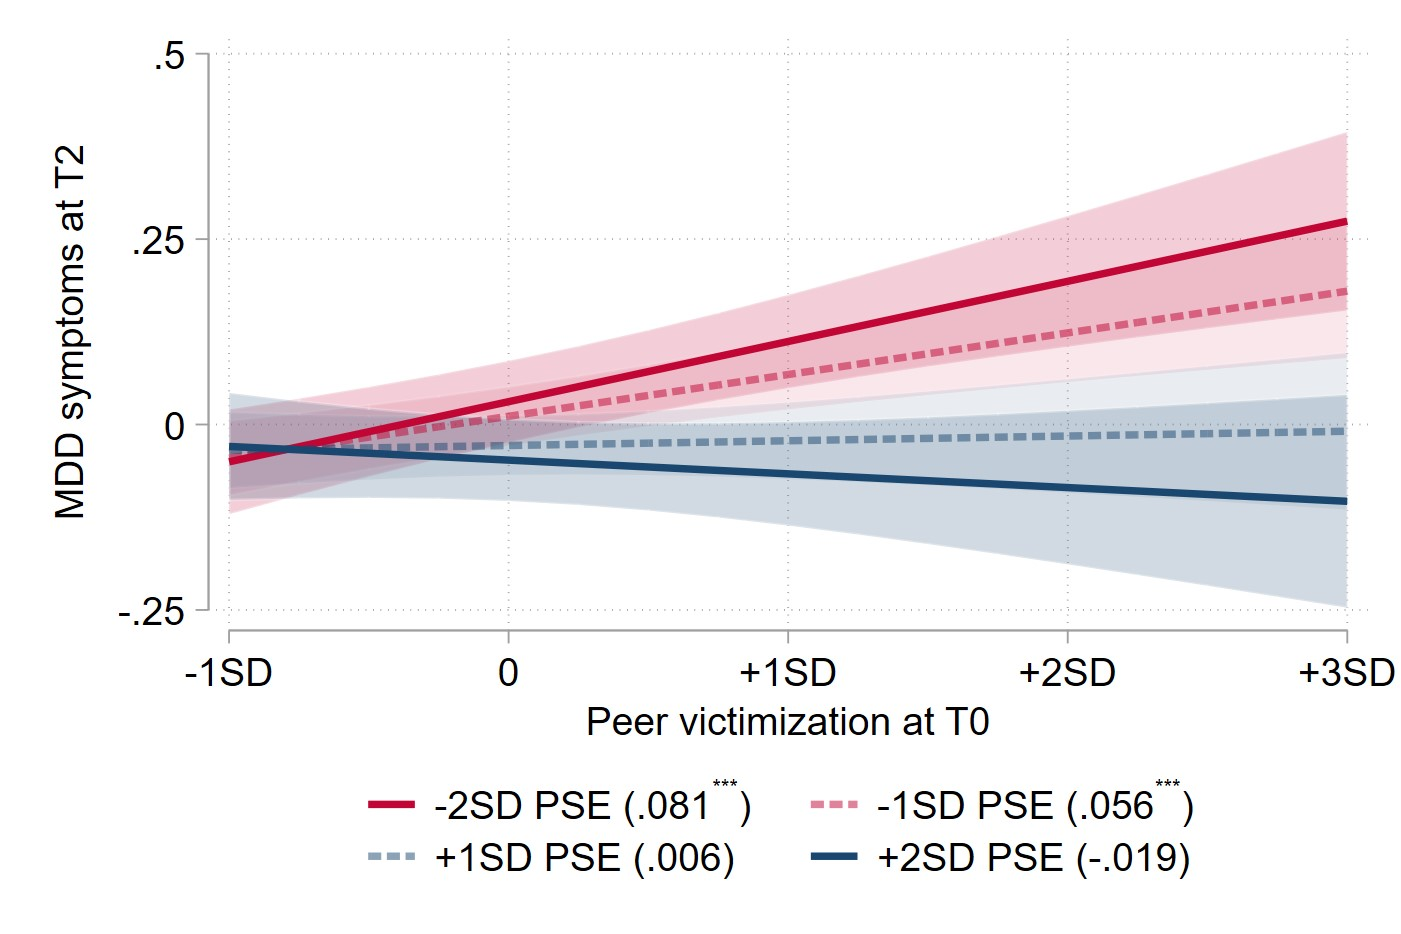 .5
.25
0
-.25
MDD symptoms at T2
-1SD 0 +1SD +2SD +3SD
Peer victimization at T0
-2SD PSE (.081***) -1SD PSE (.056***)
+1SD PSE (.006) +2SD PSE (-.019)